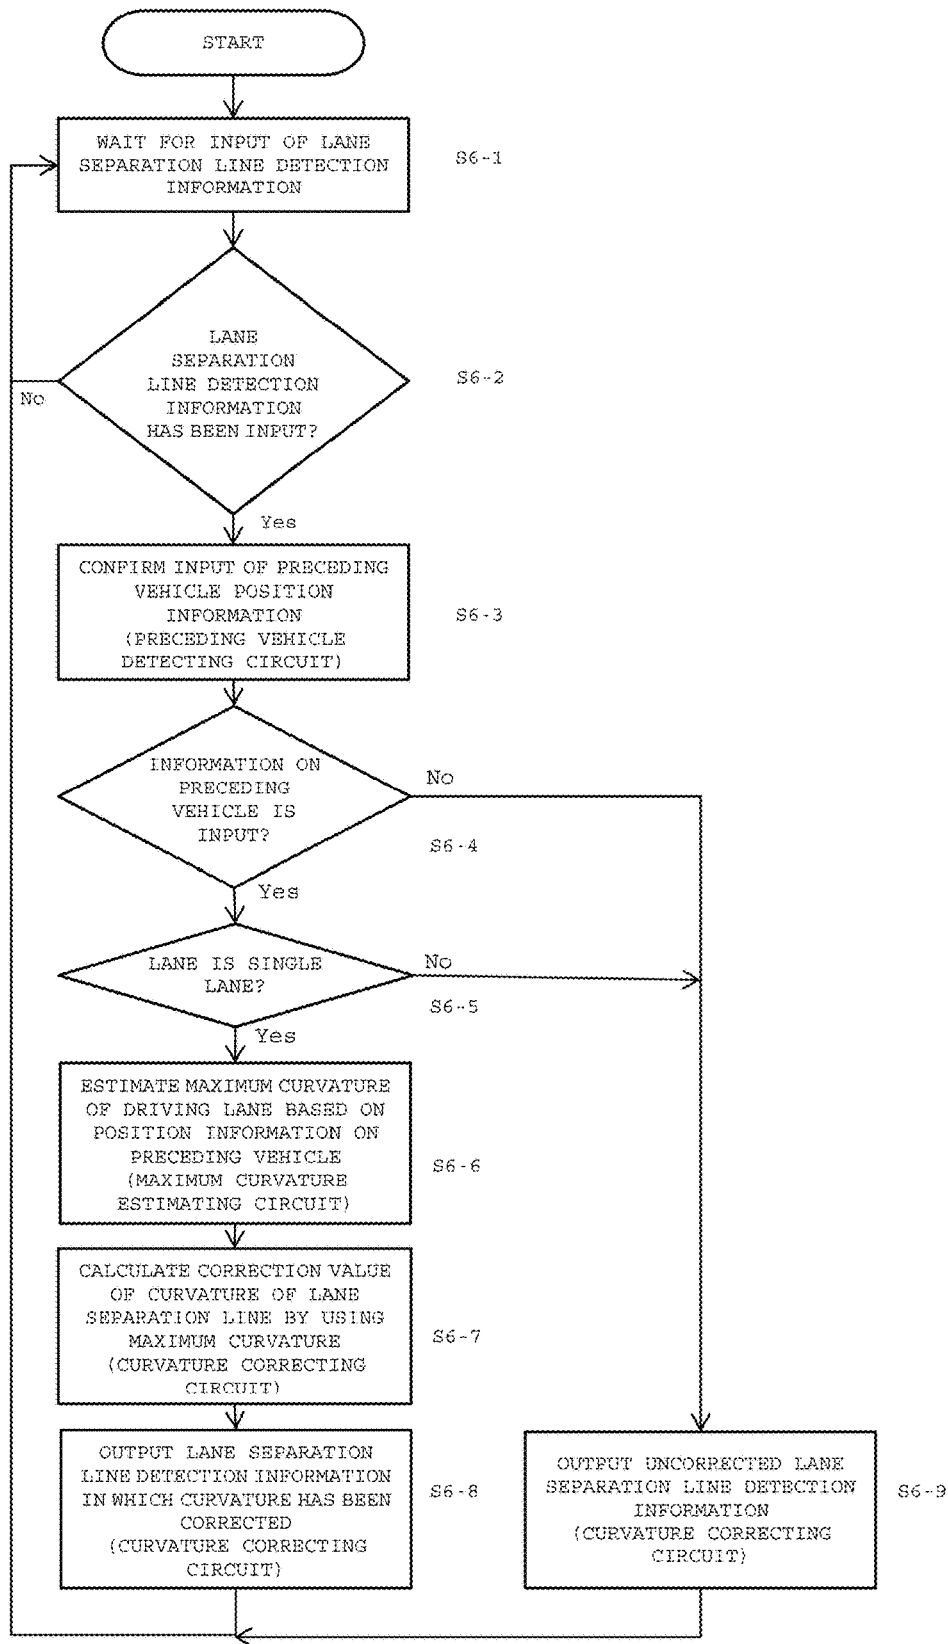 START
WAIT FOR INPUT OF LANE
SEPARATION LINE DETECTION
INFORMATION
S6-1
LANE
SEPARATION
LINE DETECTION
INFORMATION
HAS BEEN INPUT?
S6-2
No
Yes
CONFIRM INPUT OF PRECEDING
VEHICLE POSITION
INFORMATION
(PRECEDING VEHICLE
DETECTING CIRCUIT)
S6-3
INFORMATION ON
PRECEDING
VEHICLE IS
INPUT?
No
S6-4
Yes
LANE IS SINGLE
LANE?
No
S6-5
Yes
ESTIMATE MAXIMUM CURVATURE
OF DRIVING LANE BASED ON
POSITION INFORMATION ON
PRECEDING VEHICLE
(MAXIMUM CURVATURE
ESTIMATING CIRCUIT)
S6-6
CALCULATE CORRECTION VALUE
OF CURVATURE OF LANE
SEPARATION LINE BY USING
MAXIMUM CURVATURE
(CURVATURE CORRECTING
CIRCUIT)
S6-7
OUTPUT LANE SEPARATION
LINE DETECTION INFORMATION
IN WHICH CURVATURE HAS BEEN
CORRECTED
(CURVATURE CORRECTING
CIRCUIT)
S6-8
OUTPUT UNCORRECTED LANE
SEPARATION LINE DETECTION
INFORMATION
(CURVATURE CORRECTING
CIRCUIT)
S6-9